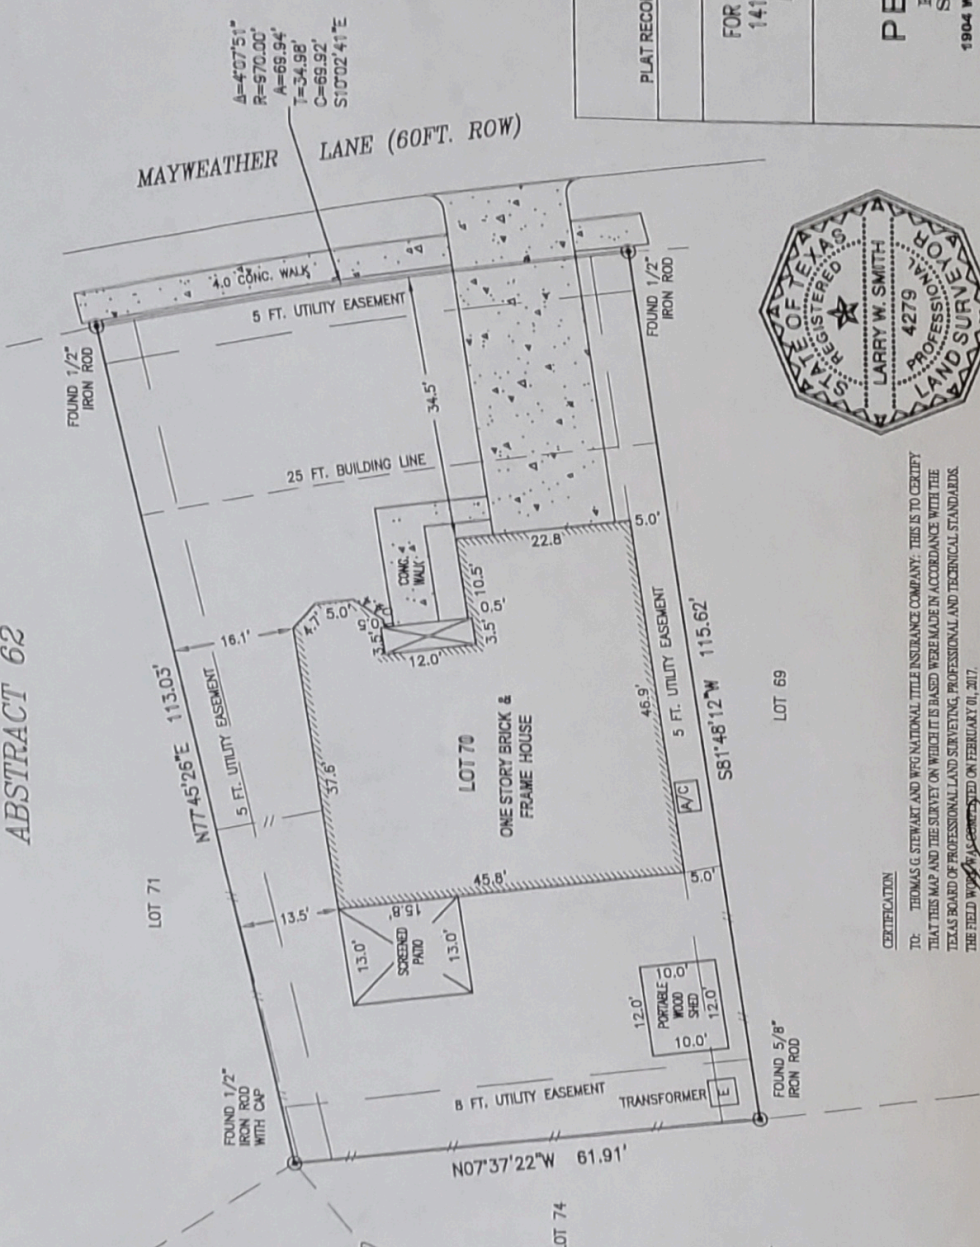 ABSTRACT 62
Δ=4°07'51"
R=970.00'
A=69.94'
T=34.98'
C=69.92'
S10°02'41"E
MAYWEATHER LANE (60FT. ROW)
PLAT RECO
FOR
141
PE
1904 W
4.0' CONC. WALK
5 FT. UTILITY EASEMENT
FOUND 1/2"
IRON ROD
FOUND 1/2"
IRON ROD
34.5'
25 FT. BUILDING LINE
CONC.
WALK
22.8'
5.0'
10.5'
0.5'
3.5'
12.0'
3.5'
5.0'
16.1'
N77°45'26"E 113.03'
5 FT. UTILITY EASEMENT
37.6'
LOT 70
ONE STORY BRICK &
FRAME HOUSE
46.9'
5 FT. UTILITY EASEMENT
S81°48'12"W 115.62'
LOT 69
A/C
LOT 71
13.5'
45.8'
5.0'
15.8'
13.0'
SCREENED
PATIO
13.0'
12.0'
10.0'
PORTABLE
WOOD
SHED
12.0'
10.0'
FOUND 1/2"
IRON ROD
WITH CAP
8 FT. UTILITY EASEMENT
TRANSFORMER
E
FOUND 5/8"
IRON ROD
N07°37'22"W 61.91'
LOT 74
STATE OF TEXAS
REGISTERED
LARRY W. SMITH
4279
PROFESSIONAL
LAND SURVEYOR
CERTIFICATION
TO: THOMAS G. STEWART AND WFG NATIONAL TITLE INSURANCE COMPANY: THIS IS TO CERTIFY
THAT THIS MAP AND THE SURVEY ON WHICH IT IS BASED WERE MADE IN ACCORDANCE WITH THE
TEXAS BOARD OF PROFESSIONAL LAND SURVEYING, PROFESSIONAL AND TECHNICAL STANDARDS.
THE FIELD WORK WAS COMPLETED ON FEBRUARY 01, 2017.